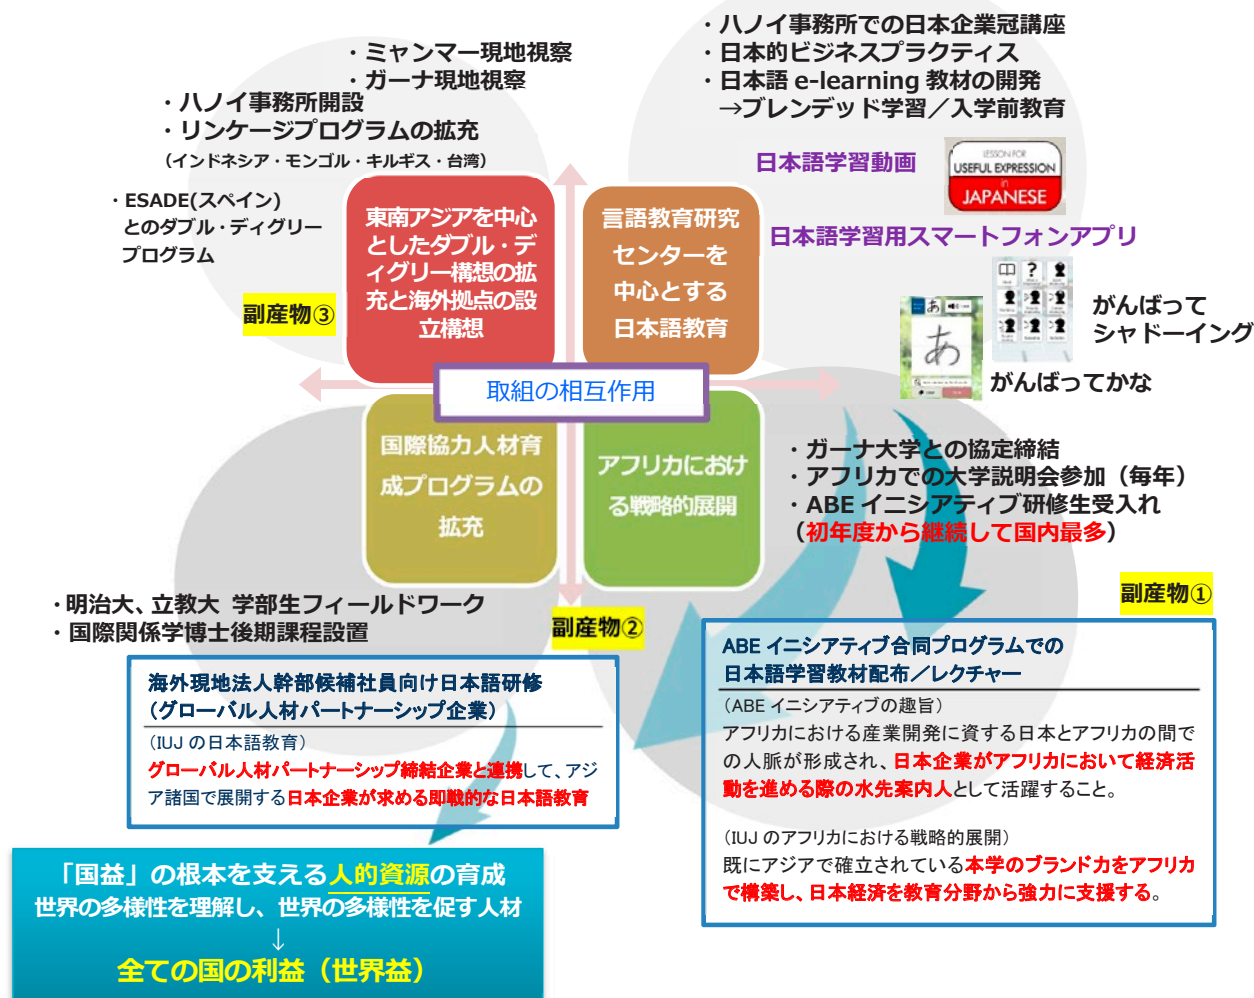 ・ミャンマー現地視察
・ガーナ現地視察
・ハノイ事務所開設
・リンケージプログラムの拡充
（インドネシア・モンゴル・キルギス・台湾）
・ESADE(スペイン)
とのダブル・ディグリー
プログラム
副産物③
・ハノイ事務所での日本企業冠講座
・日本的ビジネスプラクティス
・日本語 e-learning 教材の開発
→ブレンデッド学習／入学前教育
日本語学習動画
LESSON FOR
USEFUL EXPRESSION
in
JAPANESE
日本語学習用スマートフォンアプリ
がんばって
シャドーイング
あ
あ
がんばってかな
東南アジアを中心
としたダブル・デ
ィグリー構想の拡
充と海外拠点の設
立構想
言語教育研究
センターを
中心とする
日本語教育
取組の相互作用
国際協力人材育
成プログラムの
拡充
アフリカにおけ
る戦略的展開
・ガーナ大学との協定締結
・アフリカでの大学説明会参加（毎年）
・ABE イニシアティブ研修生受入れ
（初年度から継続して国内最多）
・明治大、立教大 学部生フィールドワーク
・国際関係学博士後期課程設置
副産物②
副産物①
海外現地法人幹部候補社員向け日本語研修
（グローバル人材パートナーシップ企業）
（IUJ の日本語教育）
グローバル人材パートナーシップ締結企業と連携して、アジ
ア諸国で展開する日本企業が求める即戦的な日本語教育
ABE イニシアティブ合同プログラムでの
日本語学習教材配布／レクチャー
（ABE イニシアティブの趣旨）
アフリカにおける産業開発に資する日本とアフリカの間で
の人脈が形成され、日本企業がアフリカにおいて経済活
動を進める際の水先案内人として活躍すること。
（IUJ のアフリカにおける戦略的展開）
既にアジアで確立されている本学のブランド力をアフリカ
で構築し、日本経済を教育分野から強力に支援する。
「国益」の根本を支える人的資源の育成
世界の多様性を理解し、世界の多様性を促す人材
↓
全ての国の利益（世界益）